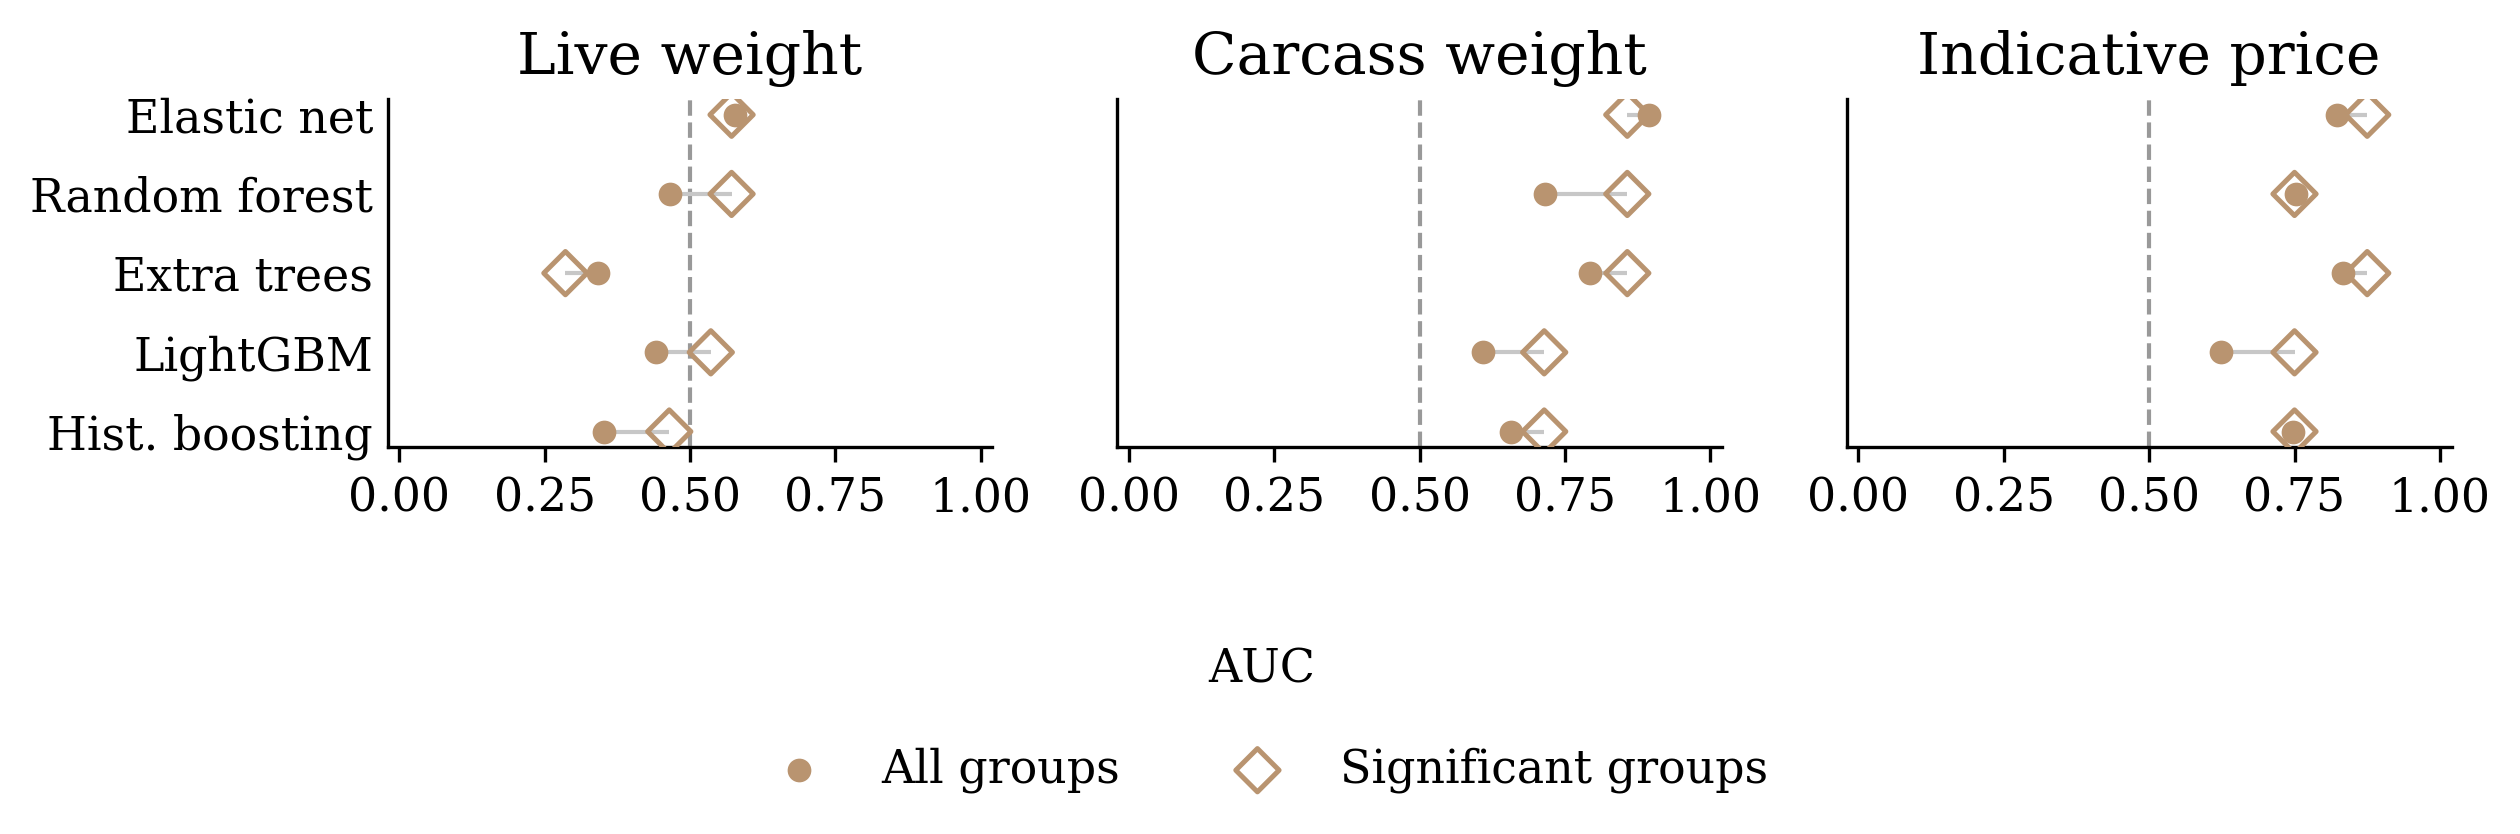 Live weight
Carcass weight
Indicative price
Elastic net
Random forest
Extra trees
LightGBM
Hist. boosting
0.00 0.25 0.50 0.75 1.00
0.00 0.25 0.50 0.75 1.00
0.00 0.25 0.50 0.75 1.00
AUC
All groups
Significant groups